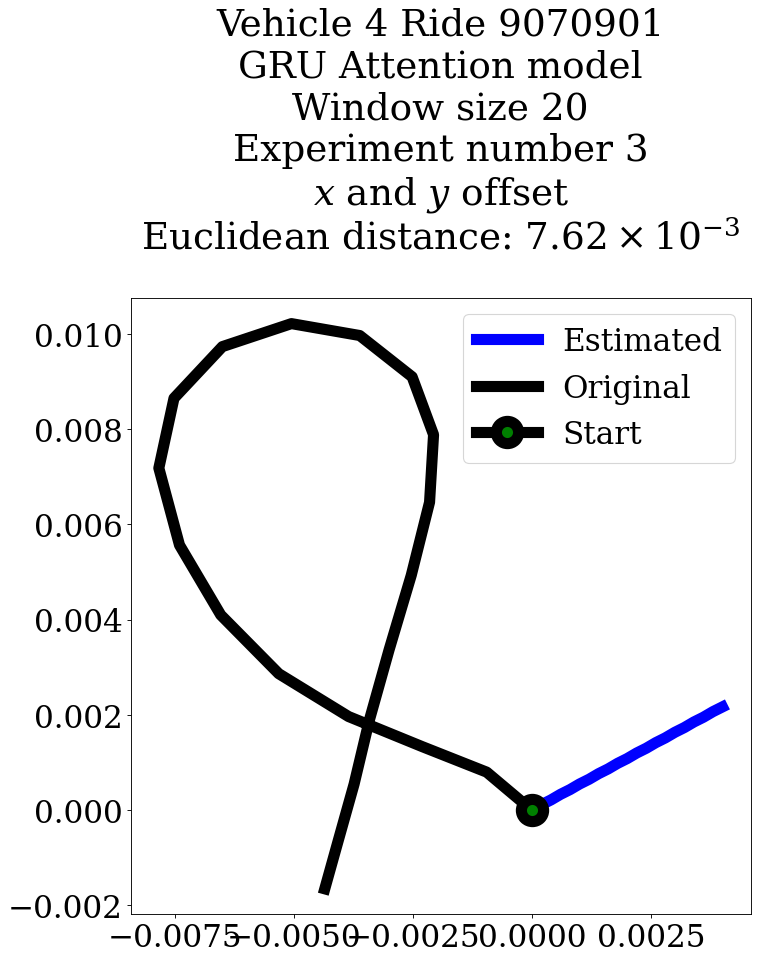 Vehicle 4 Ride 9070901
GRU Attention model
Window size 20
Experiment number 3
x and y offset
Euclidean distance: 7.62 × 10⁻³
Estimated
Original
Start
0.010
0.008
0.006
0.004
0.002
0.000
−0.002
−0.0075 −0.0050 −0.0025 0.0000 0.0025